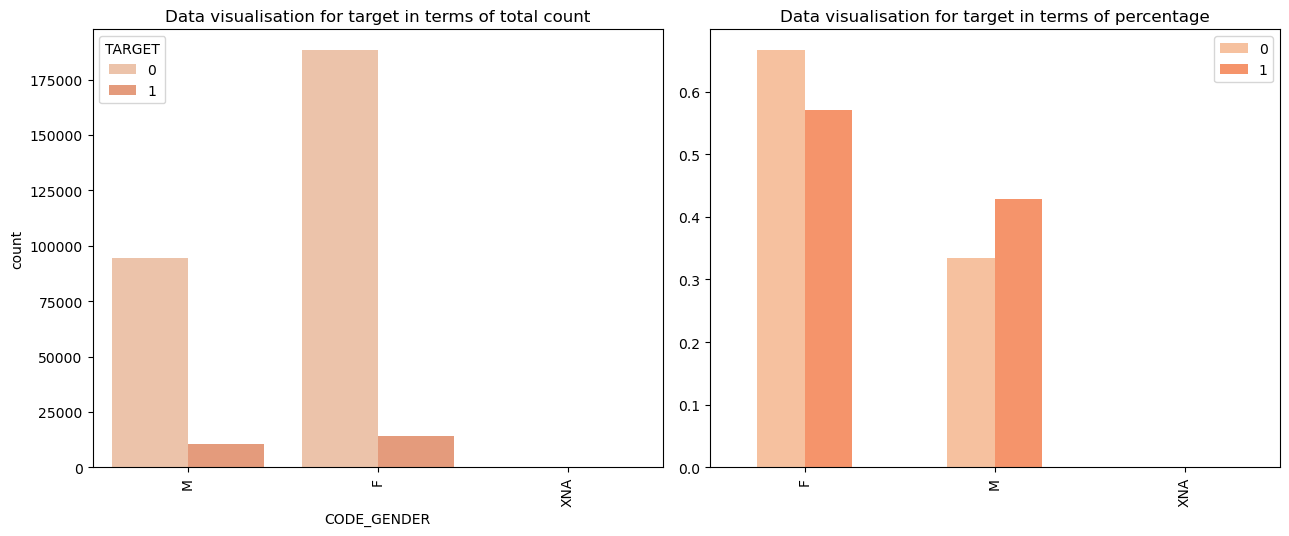 Data visualisation for target in terms of total count
TARGET
0
1
175000
150000
125000
100000
75000
50000
25000
0
count
M
F
XNA
CODE_GENDER
Data visualisation for target in terms of percentage
0
1
0.6
0.5
0.4
0.3
0.2
0.1
0.0
F
M
XNA